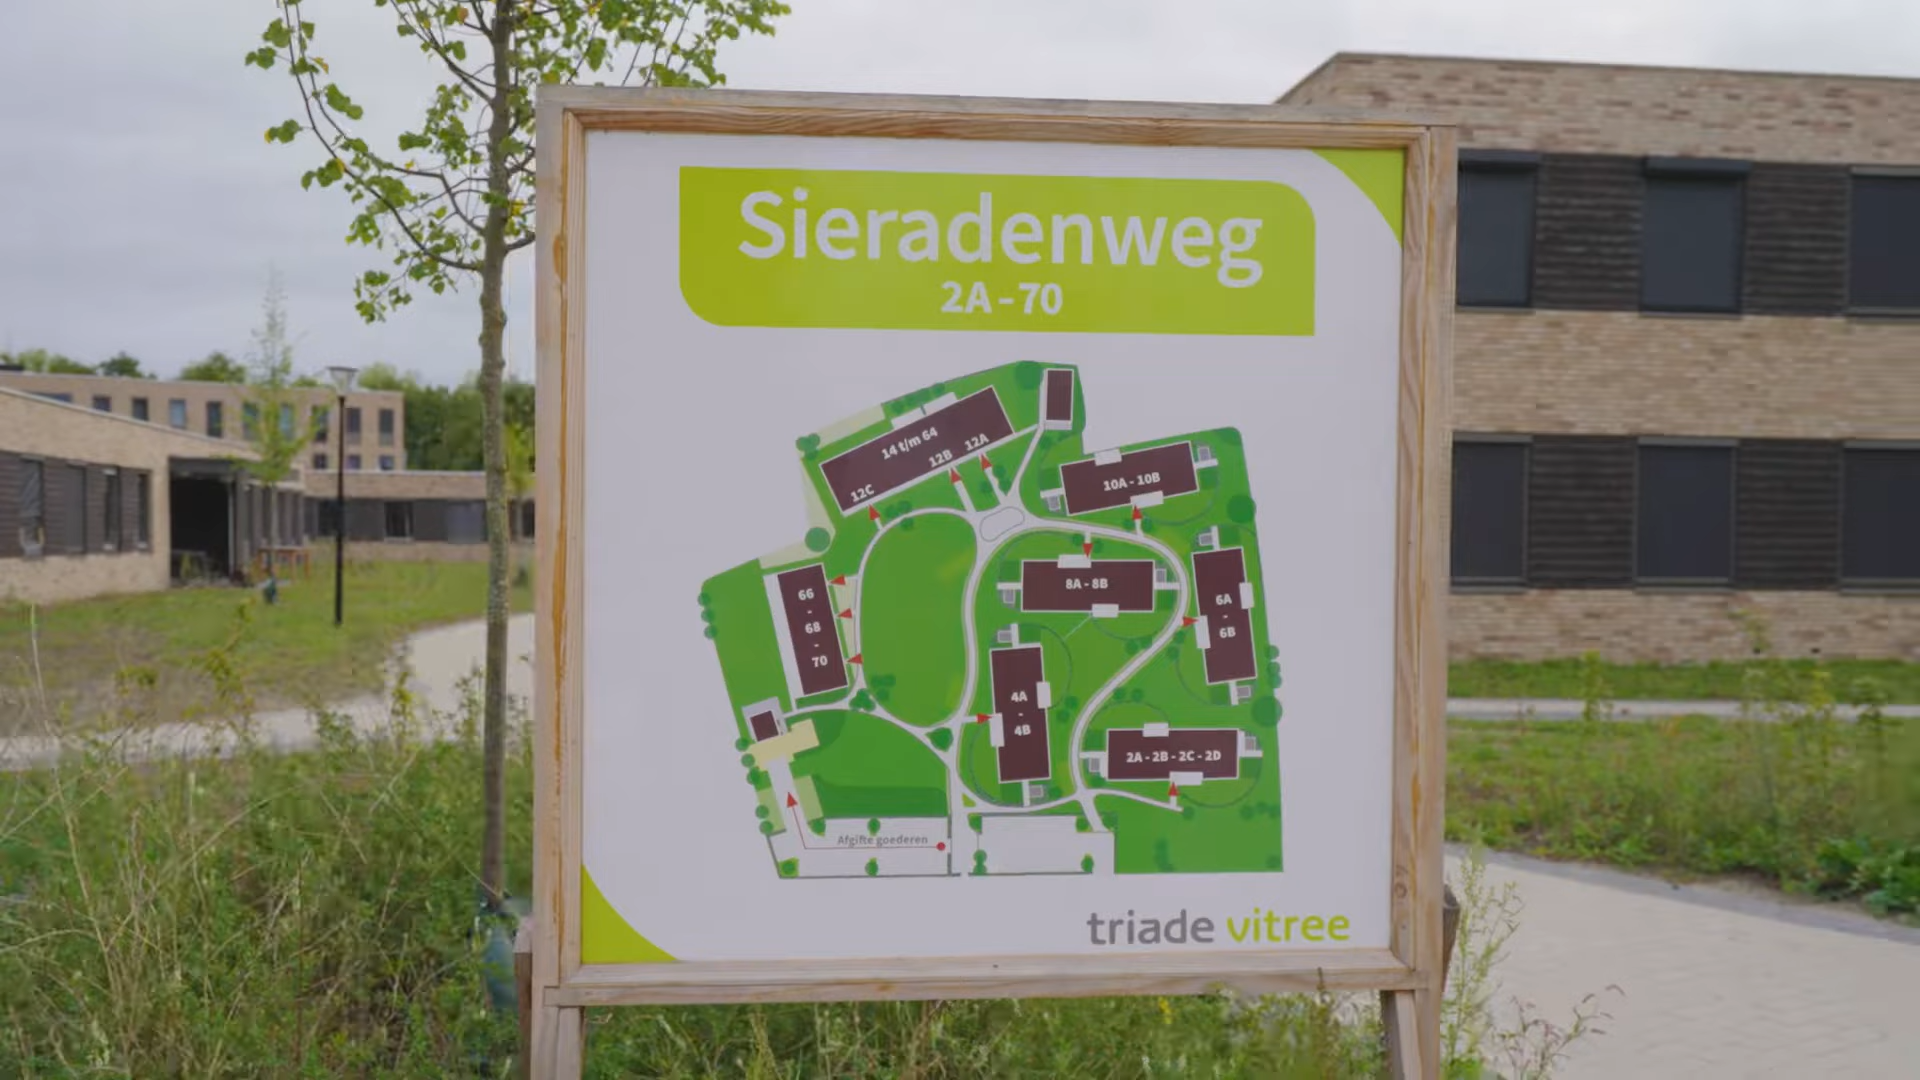 Sieradenweg
2A - 70
14 t/m 64
12A
12B
12C
10A - 10B
8A - 8B
6A
-
6B
66
-
68
-
70
4A
-
4B
2A - 2B - 2C - 2D
Afgifte goederen
triade vitree